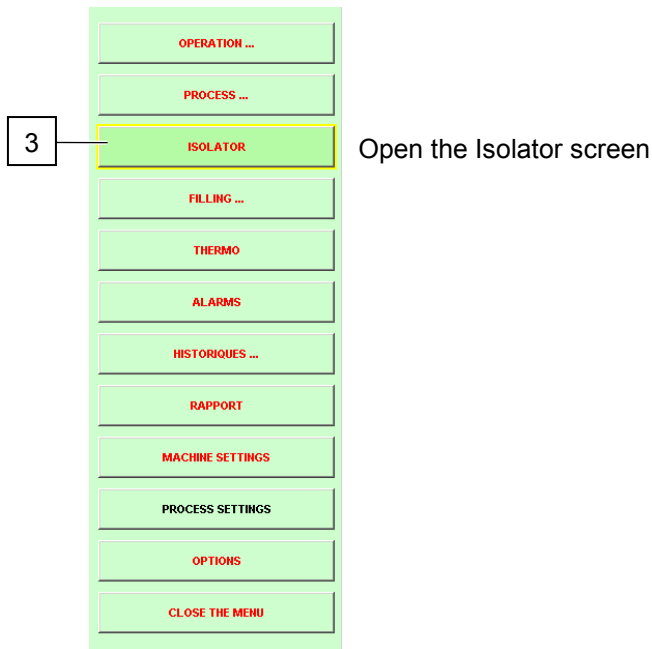 OPERATION ...
PROCESS ...
3
ISOLATOR
Open the Isolator screen
FILLING ...
THERMO
ALARMS
HISTORIQUES ...
RAPPORT
MACHINE SETTINGS
PROCESS SETTINGS
OPTIONS
CLOSE THE MENU